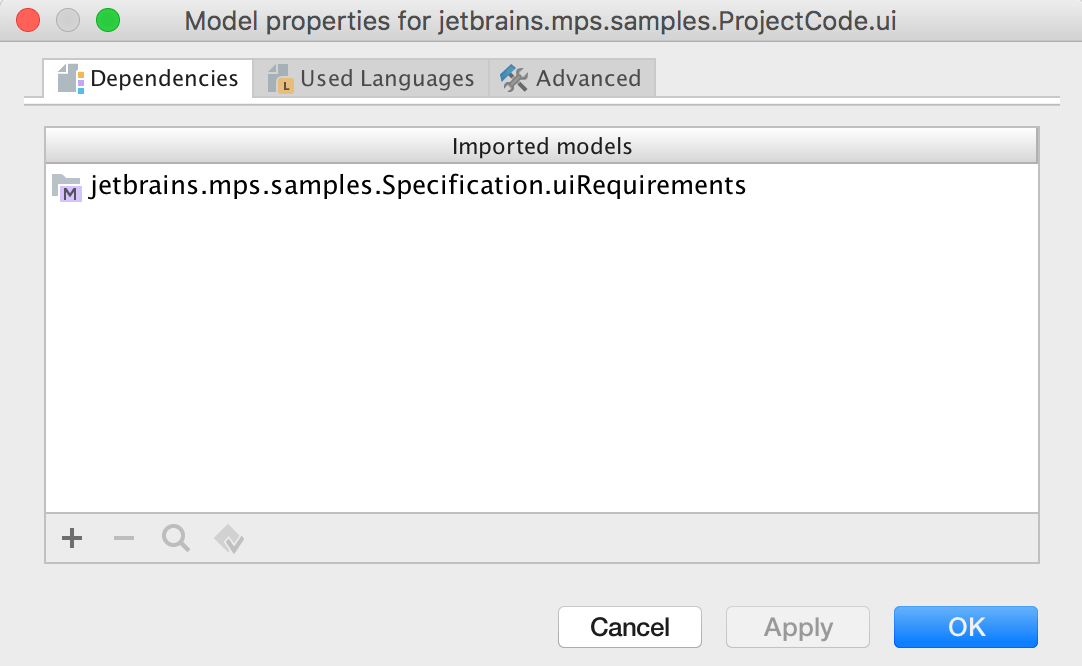 Model properties for jetbrains.mps.samples.ProjectCode.ui
Dependencies
L Used Languages
Advanced
Imported models
M jetbrains.mps.samples.Specification.uiRequirements
Cancel
Apply
OK